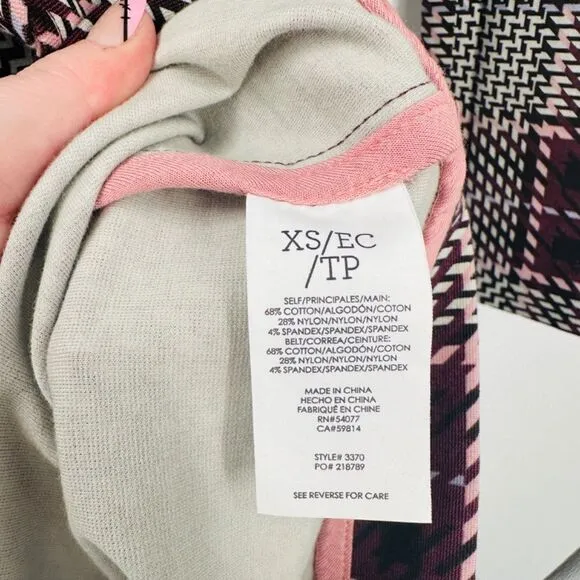 XS/EC
/TP
SELF/PRINCIPALES/MAIN:
68% COTTON/ALGODÓN/COTON
28% NYLON/NYLON/NYLON
4% SPANDEX/SPANDEX/SPANDEX
BELT/CORREA/CEINTURE:
68% COTTON/ALGODÓN/COTON
28% NYLON/NYLON/NYLON
4% SPANDEX/SPANDEX/SPANDEX
MADE IN CHINA
HECHO EN CHINA
FABRIQUÉ EN CHINE
RN#54077
CA#59814
STYLE# 3370
PO# 218789
SEE REVERSE FOR CARE